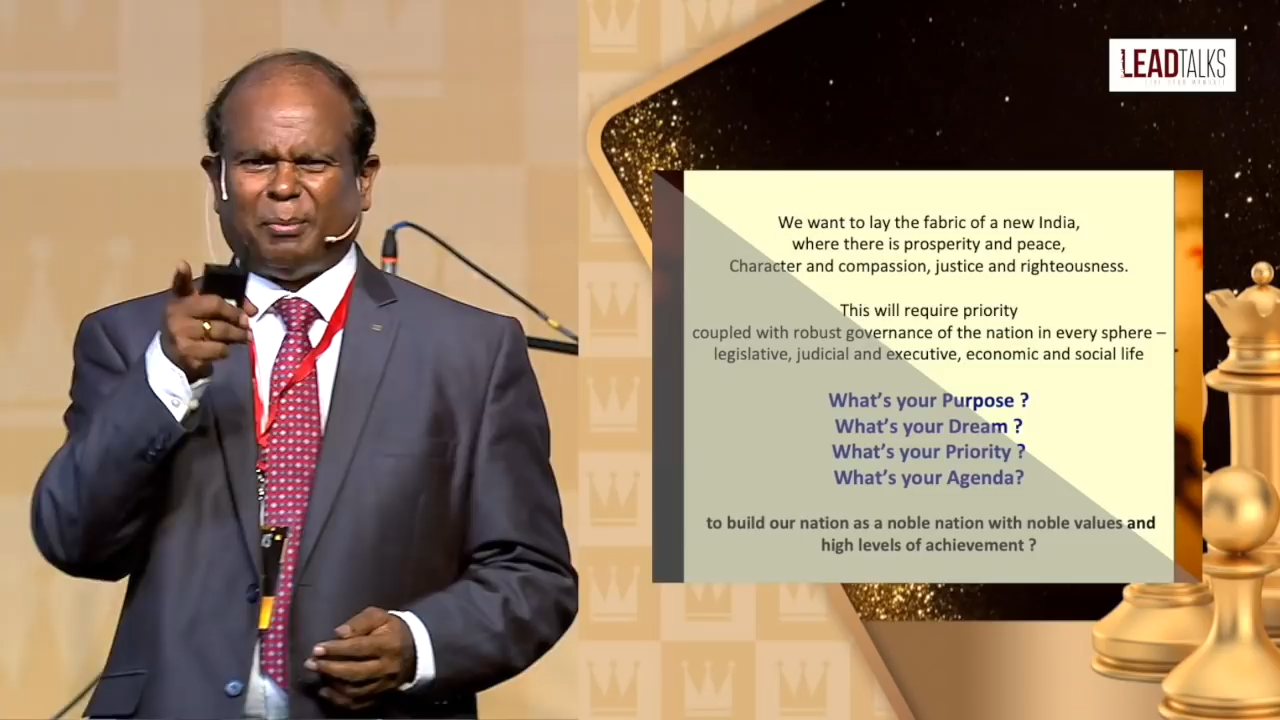 LEADTALKS
We want to lay the fabric of a new India,
where there is prosperity and peace,
Character and compassion, justice and righteousness.
This will require priority
coupled with robust governance of the nation in every sphere –
legislative, judicial and executive, economic and social life
What's your Purpose ?
What's your Dream ?
What's your Priority ?
What's your Agenda?
to build our nation as a noble nation with noble values and
high levels of achievement ?